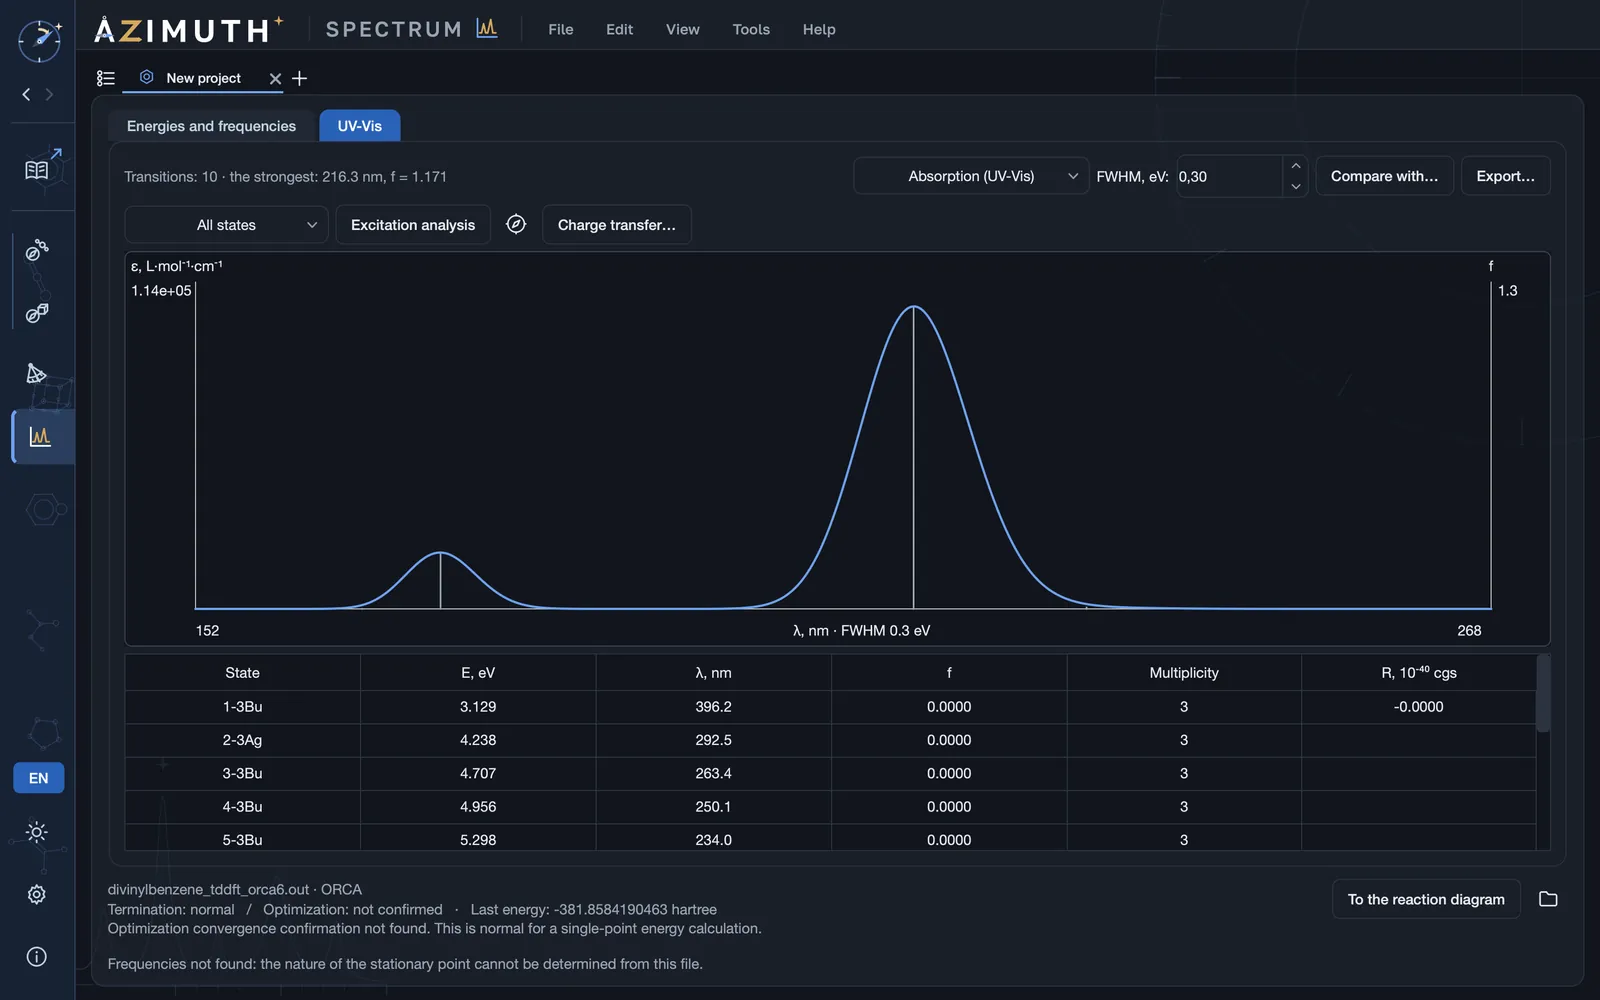 AZIMUTH SPECTRUM File Edit View Tools Help
New project
Energies and frequencies UV-Vis
Transitions: 10 · the strongest: 216.3 nm, f = 1.171 Absorption (UV-Vis) FWHM, eV: 0,30 Compare with... Export...
All states Excitation analysis Charge transfer...
ε, L·mol⁻¹·cm⁻¹ f
1.14e+05 1.3
152 λ, nm · FWHM 0.3 eV 268
State E, eV λ, nm f Multiplicity R, 10⁻⁴⁰ cgs
1-3Bu 3.129 396.2 0.0000 3 -0.0000
2-3Ag 4.238 292.5 0.0000 3
3-3Bu 4.707 263.4 0.0000 3
4-3Bu 4.956 250.1 0.0000 3
5-3Bu 5.298 234.0 0.0000 3
EN
divinylbenzene_tddft_orca6.out · ORCA
Termination: normal / Optimization: not confirmed · Last energy: -381.8584190463 hartree
Optimization convergence confirmation not found. This is normal for a single-point energy calculation.
To the reaction diagram
Frequencies not found: the nature of the stationary point cannot be determined from this file.